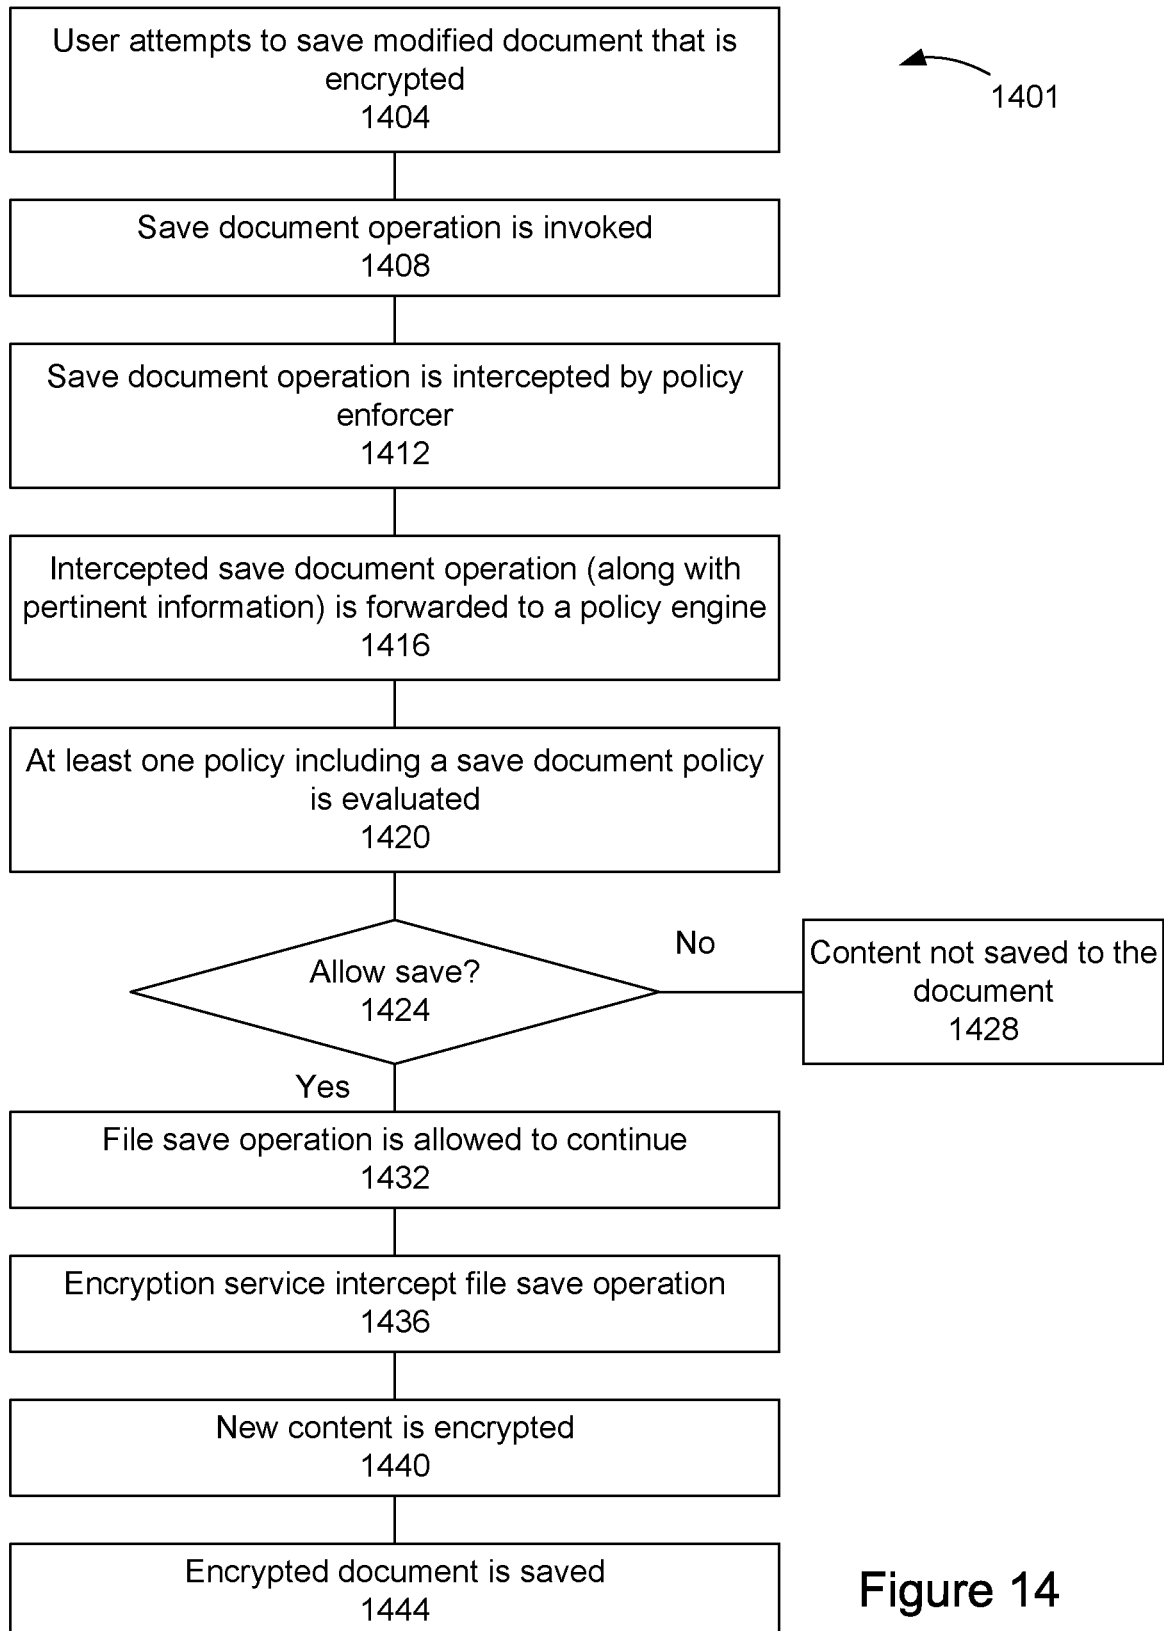 User attempts to save modified document that is
encrypted
1404
1401
Save document operation is invoked
1408
Save document operation is intercepted by policy
enforcer
1412
Intercepted save document operation (along with
pertinent information) is forwarded to a policy engine
1416
At least one policy including a save document policy
is evaluated
1420
Allow save?
1424
No
Content not saved to the
document
1428
Yes
File save operation is allowed to continue
1432
Encryption service intercept file save operation
1436
New content is encrypted
1440
Encrypted document is saved
1444
Figure 14